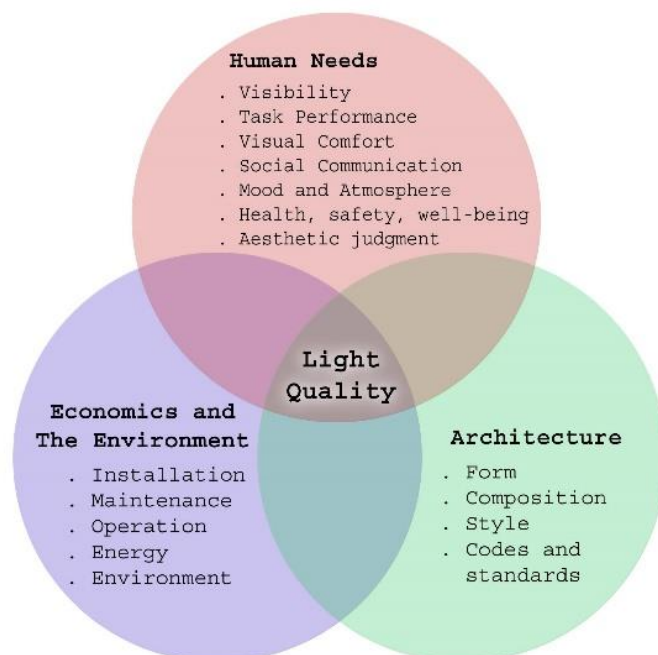 Human Needs
. Visibility
. Task Performance
. Visual Comfort
. Social Communication
. Mood and Atmosphere
. Health, safety, well-being
. Aesthetic judgment
Light
Quality
Economics and
The Environment
. Installation
. Maintenance
. Operation
. Energy
. Environment
Architecture
. Form
. Composition
. Style
. Codes and
standards